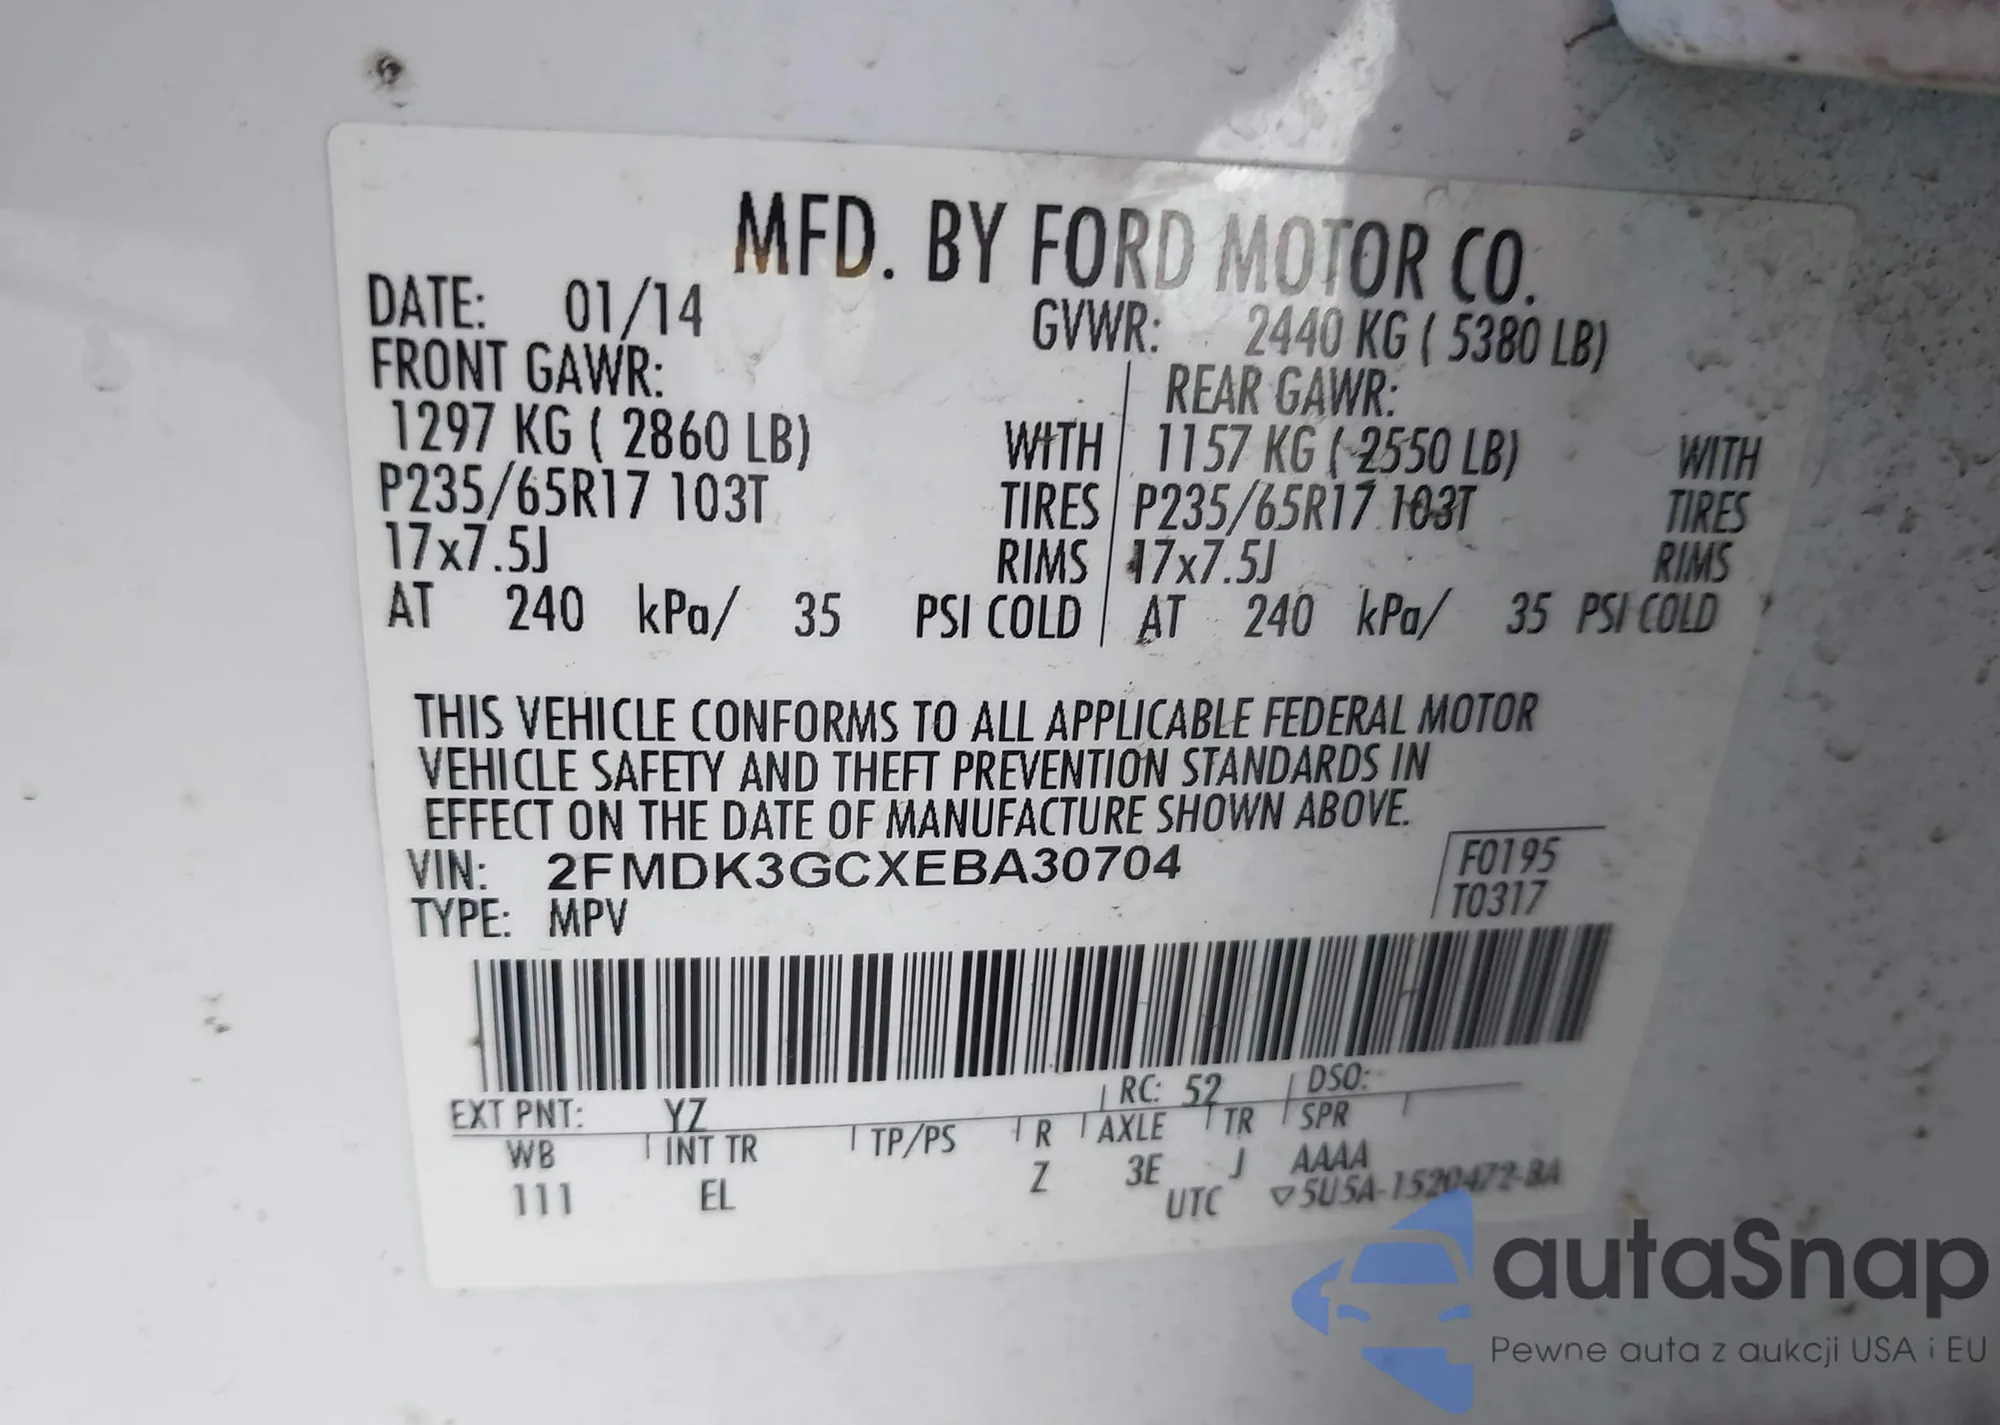 MFD. BY FORD MOTOR CO.
DATE: 01/14 GVWR: 2440 KG ( 5380 LB)
FRONT GAWR: REAR GAWR:
1297 KG ( 2860 LB) WITH 1157 KG ( 2550 LB) WITH
P235/65R17 103T TIRES P235/65R17 103T TIRES
17x7.5J RIMS 17x7.5J RIMS
AT 240 kPa/ 35 PSI COLD AT 240 kPa/ 35 PSI COLD
THIS VEHICLE CONFORMS TO ALL APPLICABLE FEDERAL MOTOR
VEHICLE SAFETY AND THEFT PREVENTION STANDARDS IN
EFFECT ON THE DATE OF MANUFACTURE SHOWN ABOVE.
VIN: 2FMDK3GCXEBA30704 F0195
TYPE: MPV T0317
EXT PNT: YZ RC: 52 DSO:
WB INT TR TP/PS R AXLE TR SPR
111 EL Z 3E J AAAA
UTC ▽5U5A-1520472-BA
autaSnap
Pewne auta z aukcji USA i EU